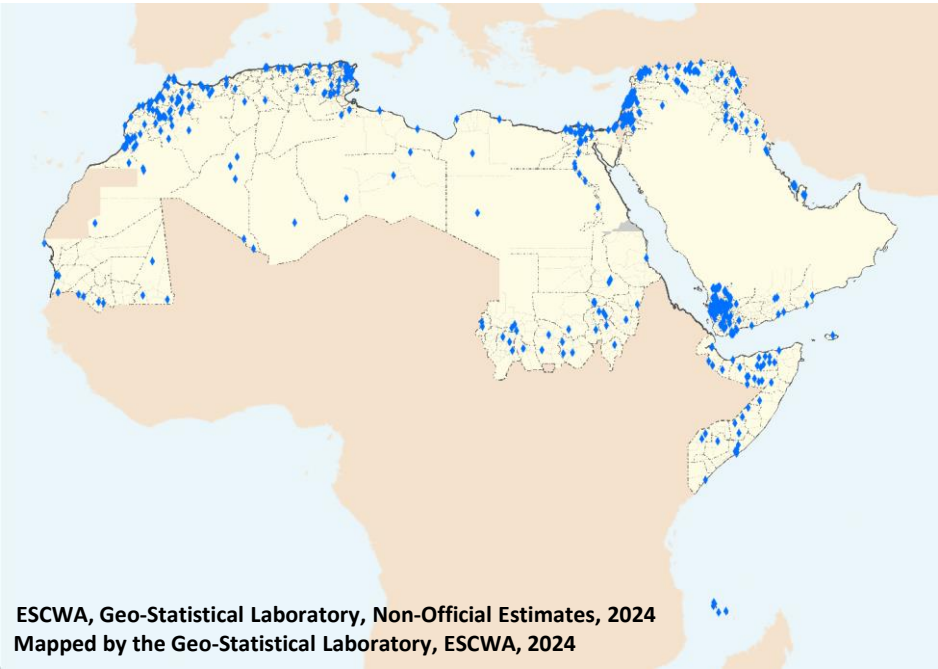 ESCWA, Geo-Statistical Laboratory, Non-Official Estimates, 2024
Mapped by the Geo-Statistical Laboratory, ESCWA, 2024